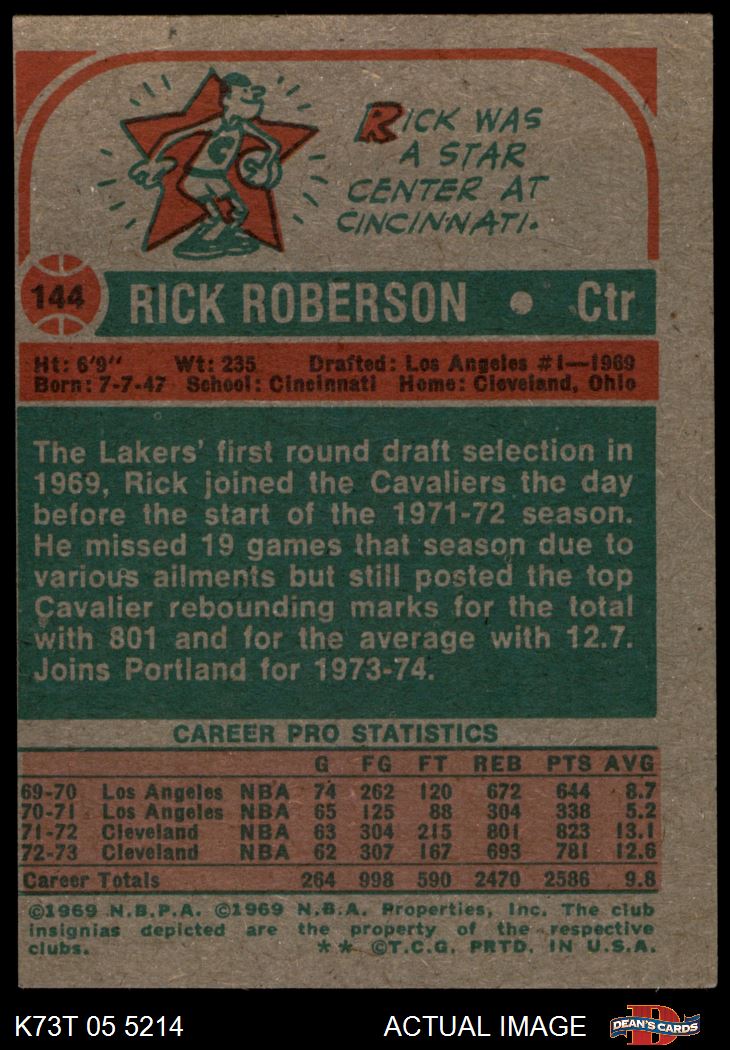 RICK WAS
A STAR
CENTER AT
CINCINNATI.
C
144 RICK ROBERSON • Ctr
Ht: 6'9" Wt: 235 Drafted: Los Angeles #1—1969
Born: 7-7-47 School: Cincinnati Home: Cleveland, Ohio
The Lakers' first round draft selection in
1969, Rick joined the Cavaliers the day
before the start of the 1971-72 season.
He missed 19 games that season due to
various ailments but still posted the top
Cavalier rebounding marks for the total
with 801 and for the average with 12.7.
Joins Portland for 1973-74.
CAREER PRO STATISTICS
G FG FT REB PTS AVG
69-70 Los Angeles NBA 74 262 120 672 644 8.7
70-71 Los Angeles NBA 65 125 88 304 338 5.2
71-72 Cleveland NBA 63 304 215 801 823 13.1
72-73 Cleveland NBA 62 307 167 693 781 12.6
Career Totals 264 998 590 2470 2586 9.8
©1969 N.B.P.A. ©1969 N.B.A. Properties, Inc. The club
insignias depicted are the property of the respective
clubs. ** ©T.C.G. PRTD. IN U.S.A.
K73T 05 5214 ACTUAL IMAGE D DEAN'S CARDS